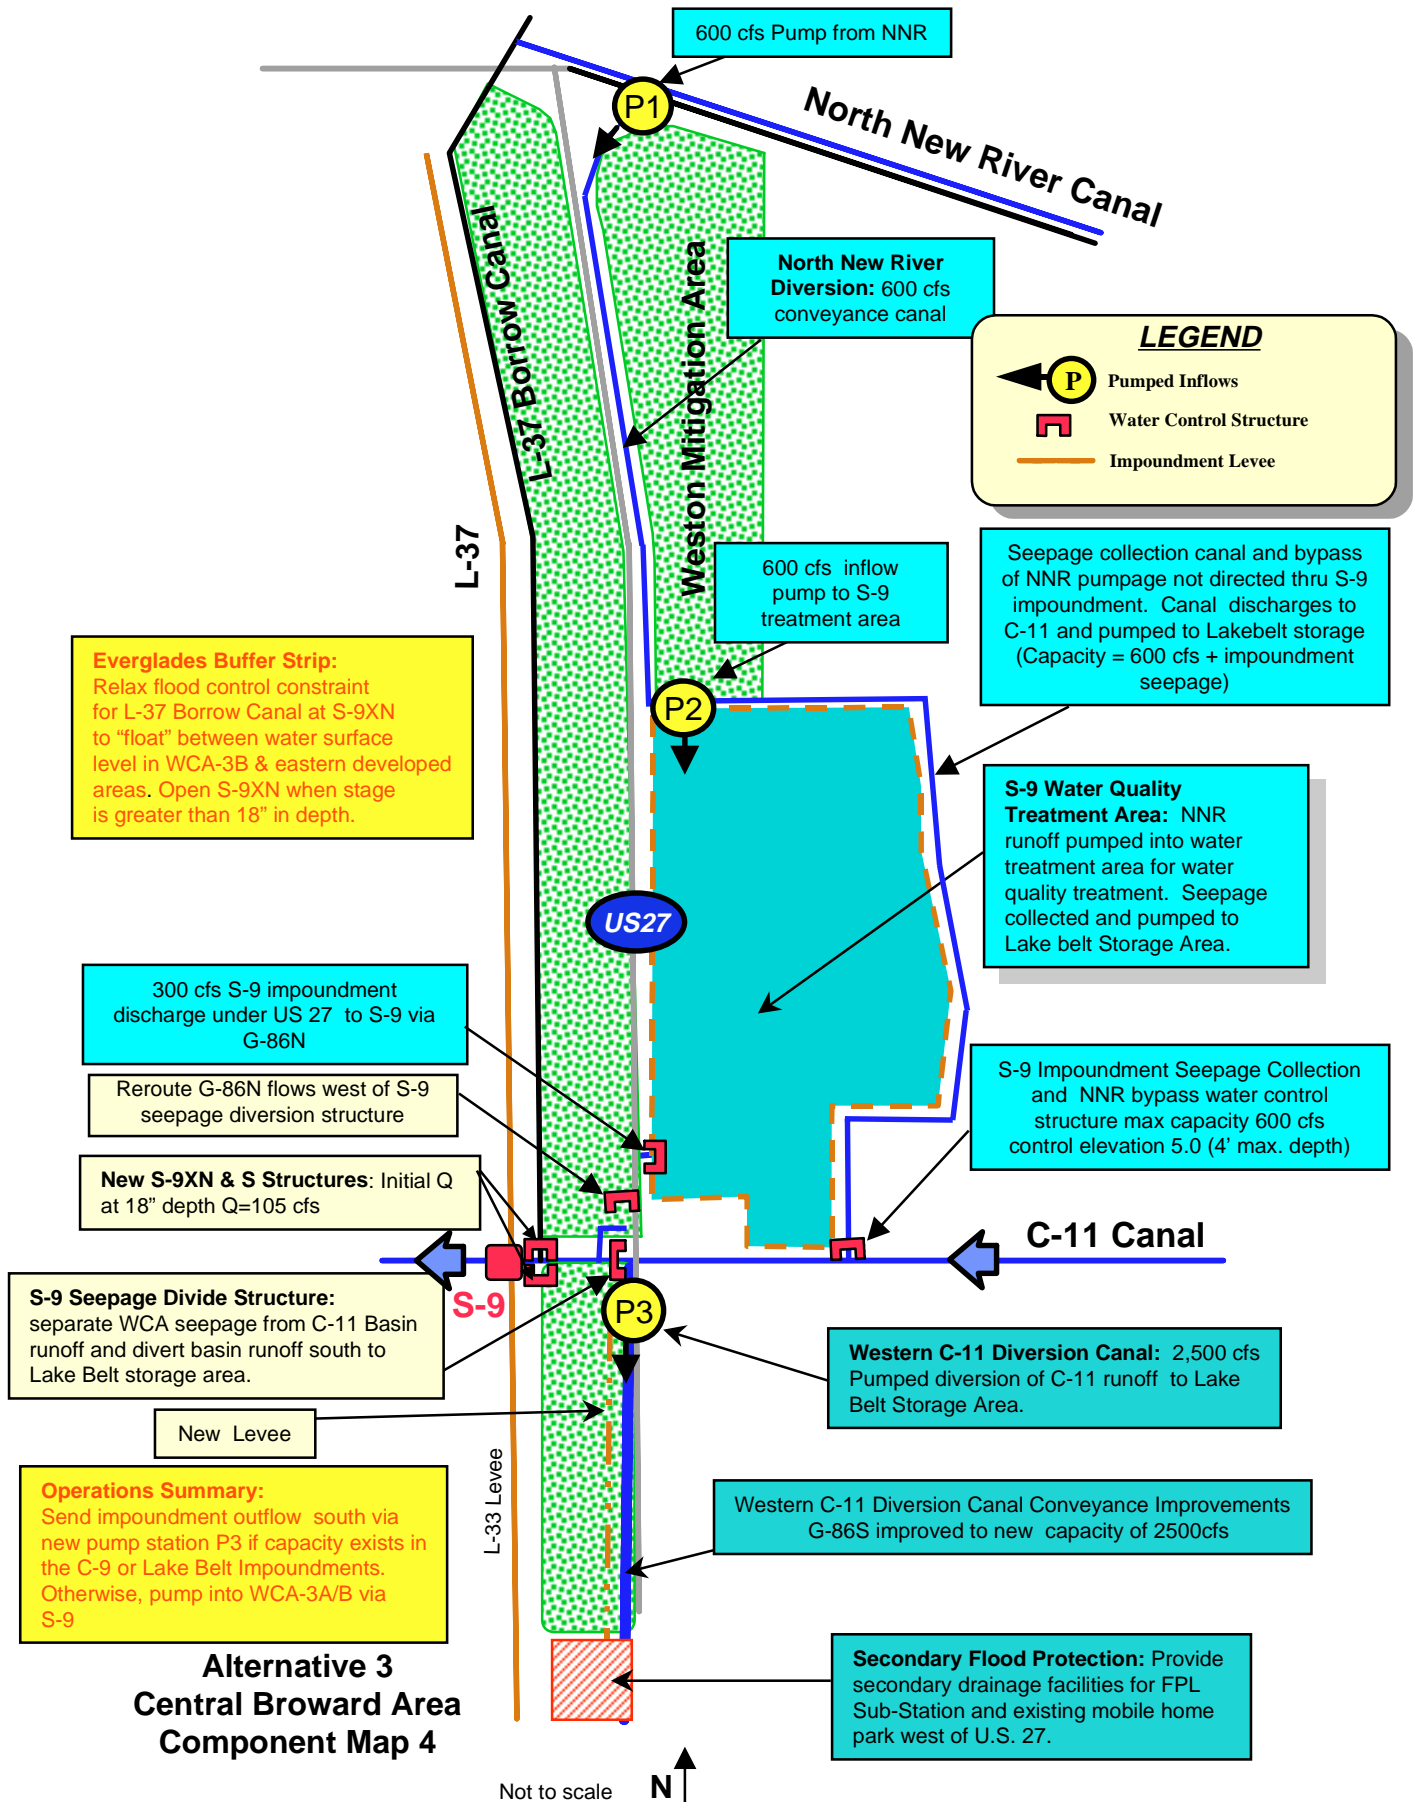 600 cfs Pump from NNR
P1
North New River Canal
L-37 Borrow Canal
Weston Mitigation Area
North New River
Diversion: 600 cfs
conveyance canal
LEGEND
P
Pumped Inflows
Water Control Structure
Impoundment Levee
L-37
600 cfs inflow
pump to S-9
treatment area
Seepage collection canal and bypass
of NNR pumpage not directed thru S-9
impoundment. Canal discharges to
C-11 and pumped to Lakebelt storage
(Capacity = 600 cfs + impoundment
seepage)
Everglades Buffer Strip:
Relax flood control constraint
for L-37 Borrow Canal at S-9XN
to “float” between water surface
level in WCA-3B & eastern developed
areas. Open S-9XN when stage
is greater than 18” in depth.
P2
S-9 Water Quality
Treatment Area: NNR
runoff pumped into water
treatment area for water
quality treatment. Seepage
collected and pumped to
Lake belt Storage Area.
US27
300 cfs S-9 impoundment
discharge under US 27 to S-9 via
G-86N
Reroute G-86N flows west of S-9
seepage diversion structure
S-9 Impoundment Seepage Collection
and NNR bypass water control
structure max capacity 600 cfs
control elevation 5.0 (4’ max. depth)
New S-9XN & S Structures: Initial Q
at 18” depth Q=105 cfs
C-11 Canal
S-9
S-9 Seepage Divide Structure:
separate WCA seepage from C-11 Basin
runoff and divert basin runoff south to
Lake Belt storage area.
P3
Western C-11 Diversion Canal: 2,500 cfs
Pumped diversion of C-11 runoff to Lake
Belt Storage Area.
New Levee
L-33 Levee
Operations Summary:
Send impoundment outflow south via
new pump station P3 if capacity exists in
the C-9 or Lake Belt Impoundments.
Otherwise, pump into WCA-3A/B via
S-9
Western C-11 Diversion Canal Conveyance Improvements
G-86S improved to new capacity of 2500cfs
Secondary Flood Protection: Provide
secondary drainage facilities for FPL
Sub-Station and existing mobile home
park west of U.S. 27.
Alternative 3
Central Broward Area
Component Map 4
Not to scale
N